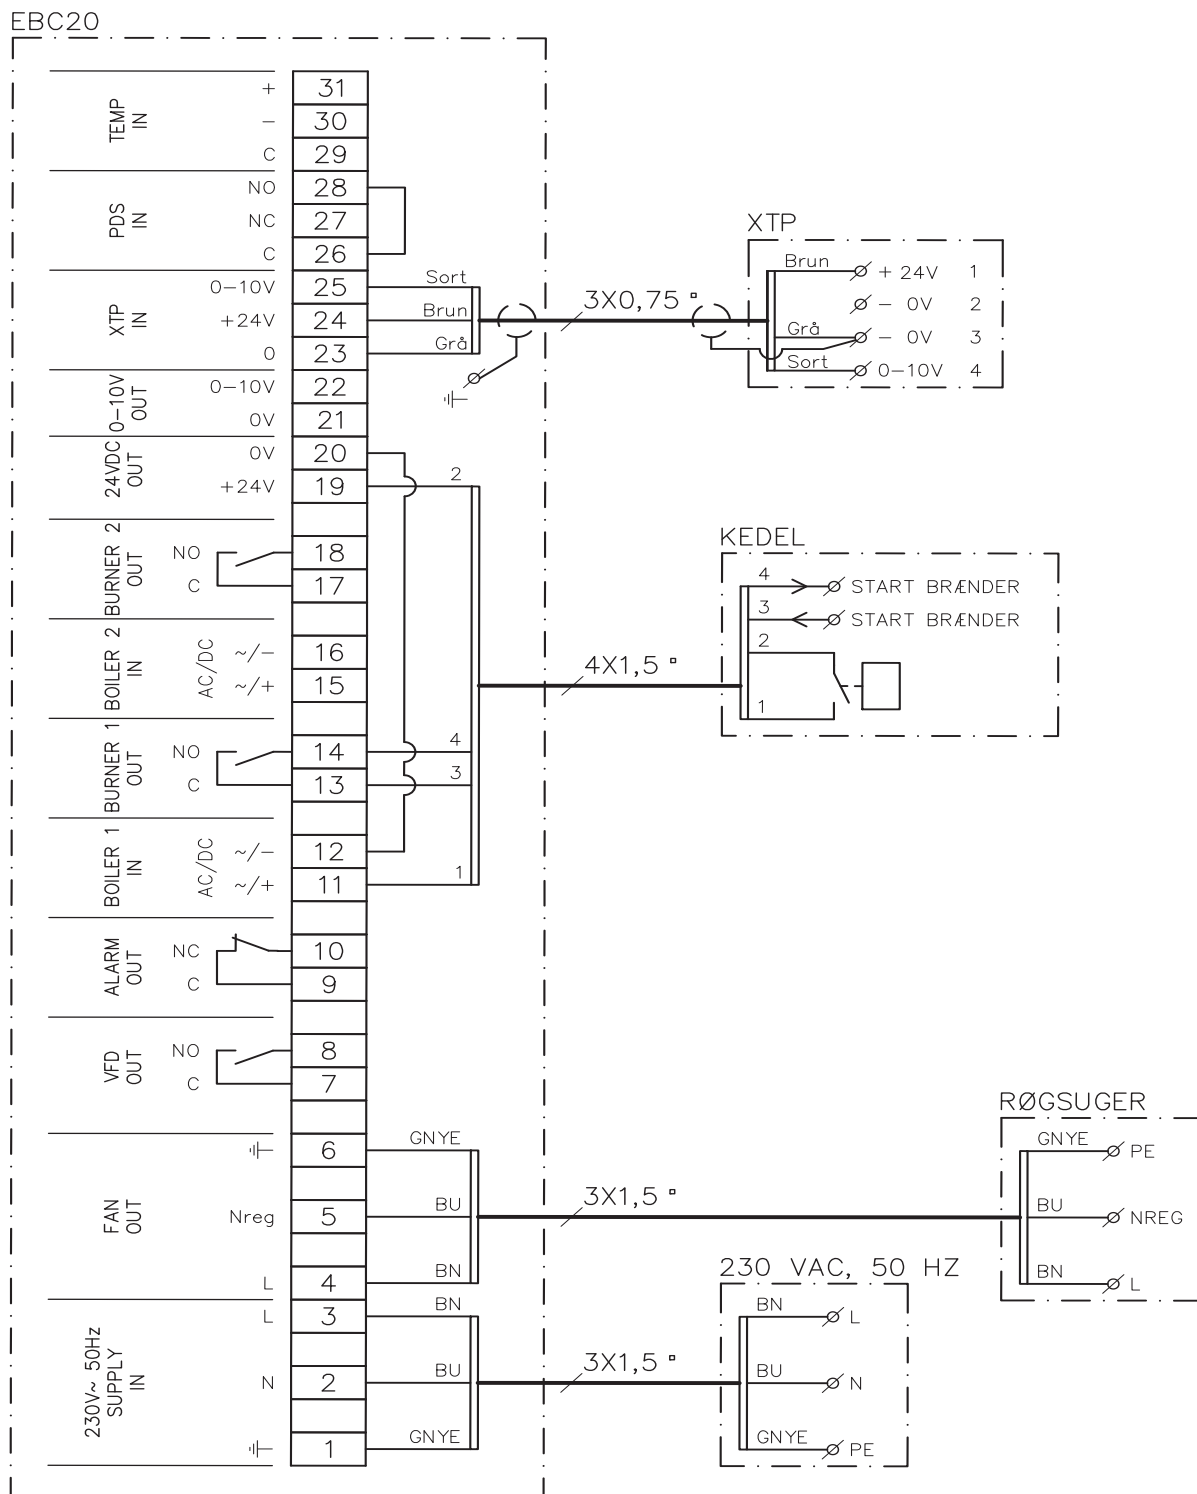 EBC20
TEMP
IN
+ 31
− 30
C 29
PDS
IN
NO 28
NC 27
C 26
XTP
IN
0−10V 25 Sort
+24V 24 Brun
0 23 Grå
3X0,75 ▫
XTP
Brun + 24V 1
− 0V 2
Grå − 0V 3
Sort 0−10V 4
0−10V
OUT
0−10V 22
0V 21
24VDC
OUT
0V 20
+24V 19 2
BURNER 2
OUT
NO 18
C 17
BOILER 2
IN
AC/DC
~/− 16
~/+ 15
4X1,5 ▫
KEDEL
4 START BRÆNDER
3 START BRÆNDER
2
1
BURNER 1
OUT
NO 14 4
C 13 3
BOILER 1
IN
AC/DC
~/− 12
~/+ 11 1
ALARM
OUT
NC 10
C 9
VFD
OUT
NO 8
C 7
FAN
OUT
6 GNYE
Nreg 5 BU
L 4 BN
3X1,5 ▫
RØGSUGER
GNYE PE
BU NREG
BN L
230V~ 50Hz
SUPPLY
IN
L 3 BN
N 2 BU
1 GNYE
3X1,5 ▫
230 VAC, 50 HZ
BN L
BU N
GNYE PE